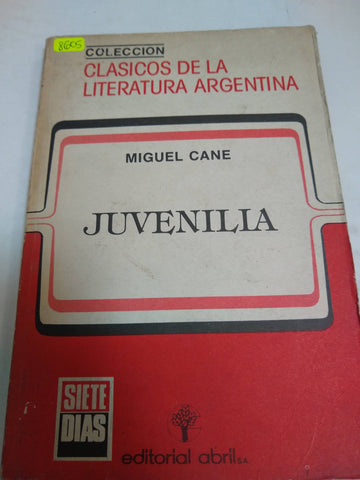 8605
COLECCION
CLASICOS DE LA
LITERATURA ARGENTINA
MIGUEL CANE
JUVENILIA
SIETE
DIAS
editorial abril S.A.